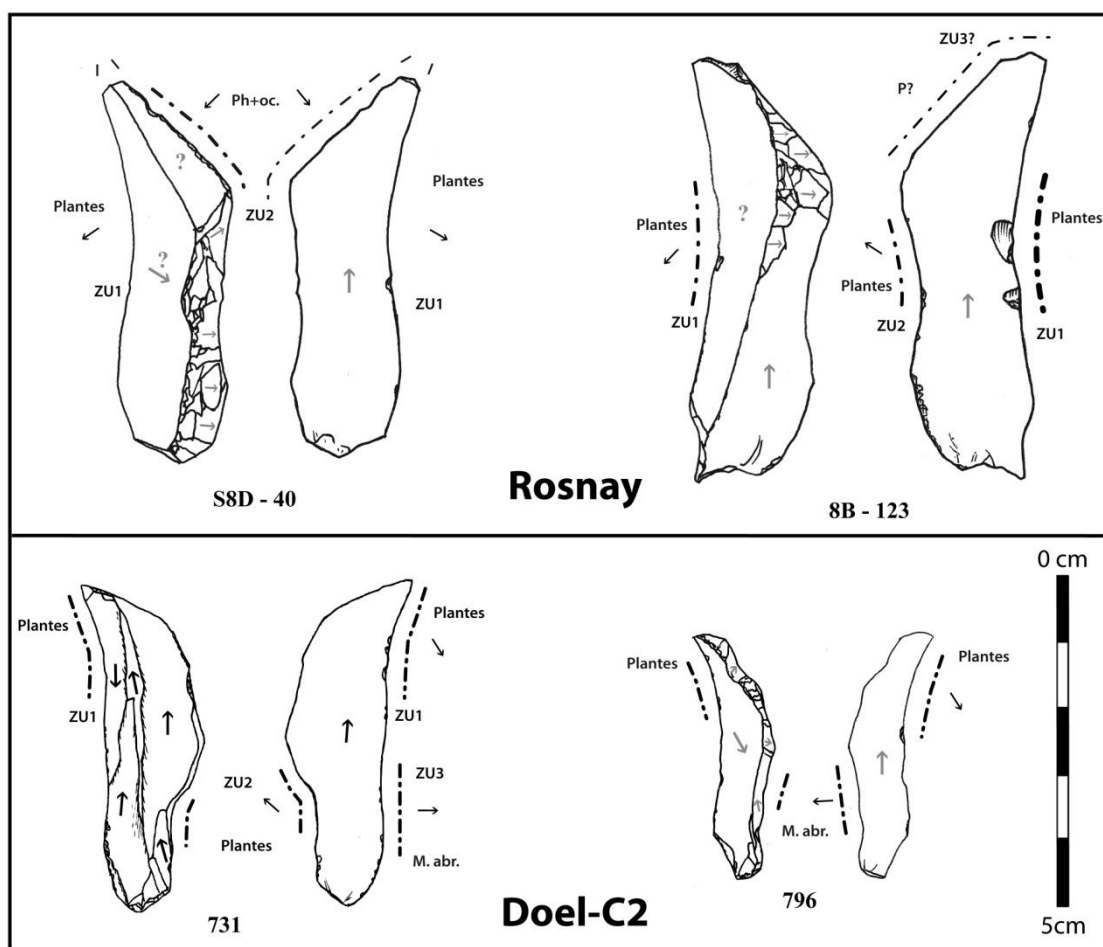 Ph+oc.
?
Plantes
ZU1
?
ZU2
Plantes
ZU1
S8D - 40
Rosnay
ZU3?
P?
Plantes
?
ZU1
Plantes
ZU2
Plantes
ZU1
8B - 123
Plantes
ZU1
ZU2
Plantes
Plantes
ZU1
ZU3
M. abr.
731
Doel-C2
Plantes
Plantes
M. abr.
796
0 cm
5cm